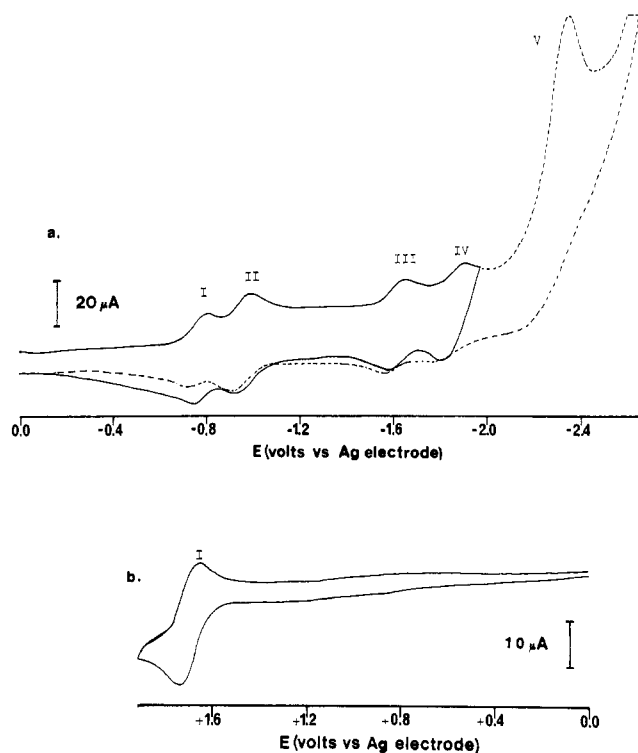 V
a.
I
II
III
IV
20 μA
0.0 -0.4 -0.8 -1.2 -1.6 -2.0 -2.4
E (volts vs Ag electrode)
b.
I
10 μA
+1.6 +1.2 +0.8 +0.4 0.0
E (volts vs Ag electrode)